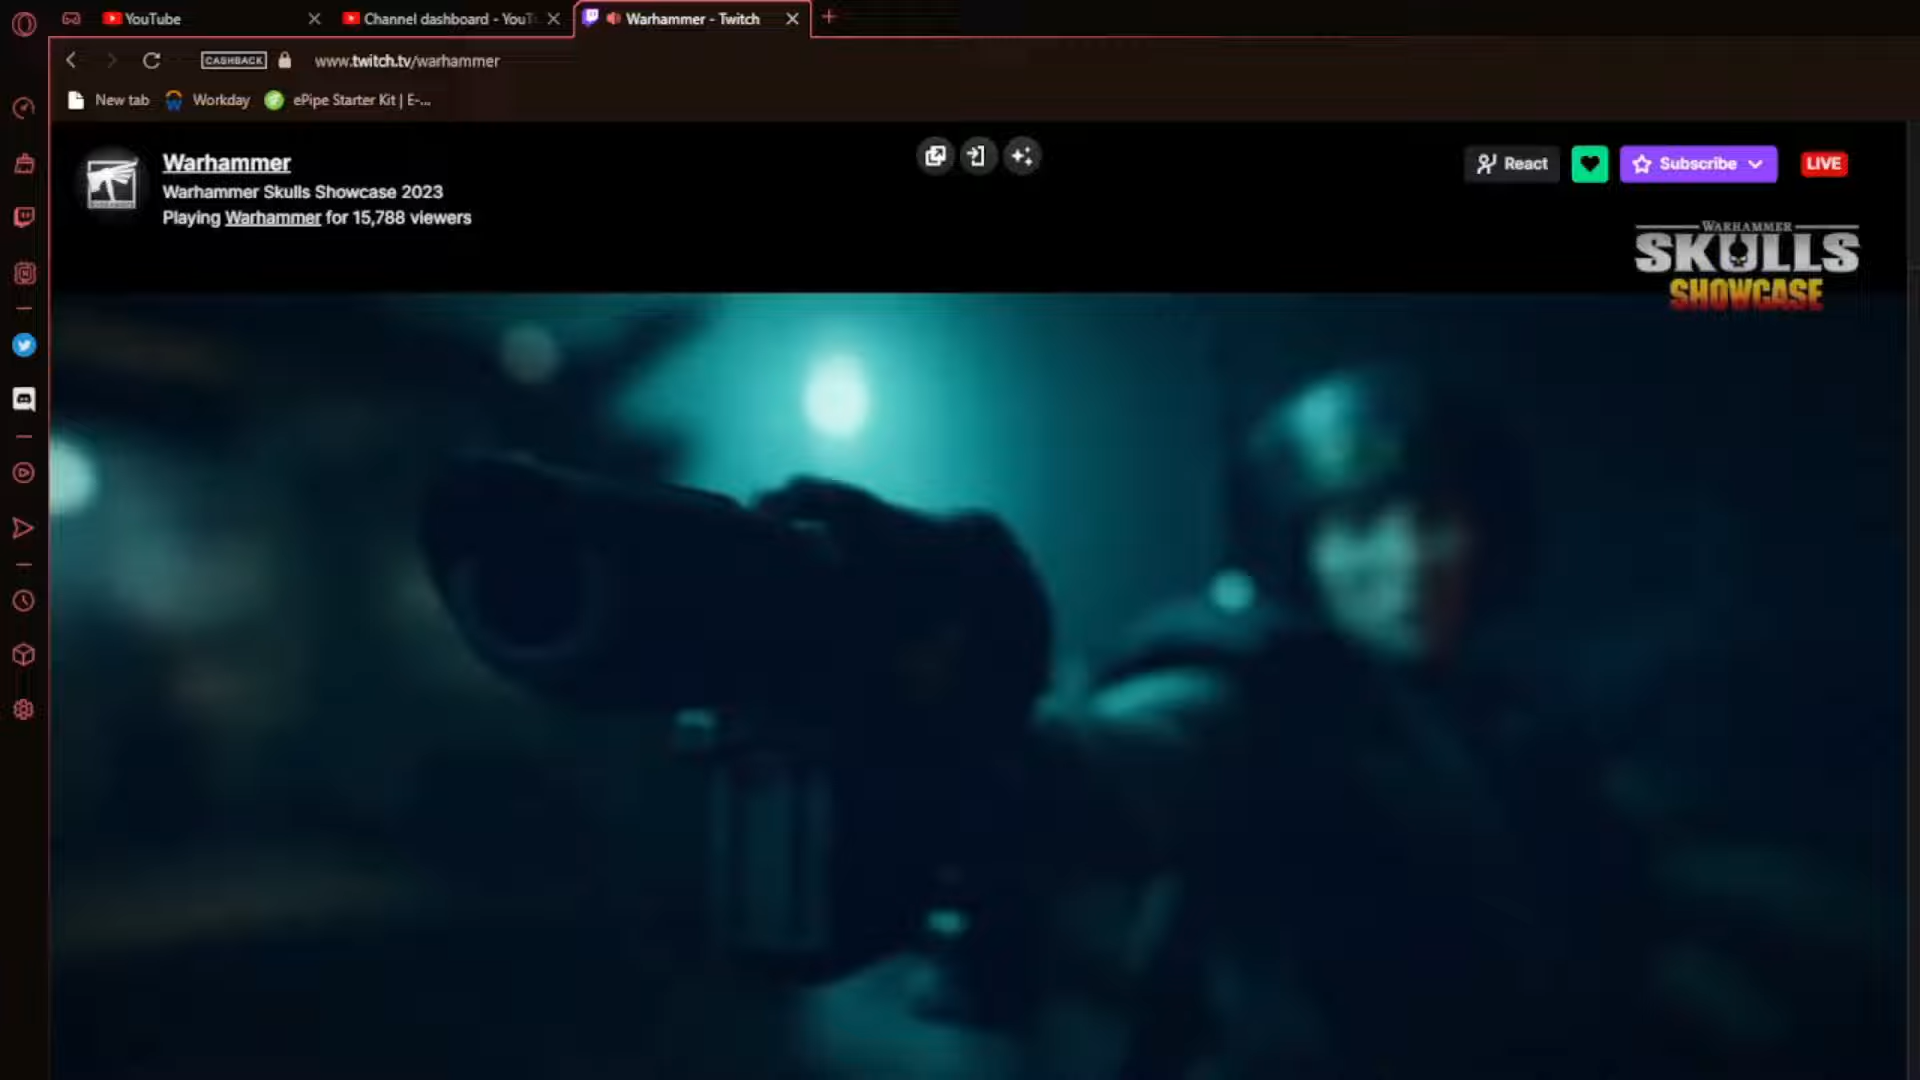 YouTube
Channel dashboard - YouT
Warhammer - Twitch
CASHBACK
www.twitch.tv/warhammer
New tab
Workday
ePipe Starter Kit | E-...
Warhammer
Warhammer Skulls Showcase 2023
Playing Warhammer for 15,788 viewers
React
Subscribe
LIVE
WARHAMMER
SKULLS
SHOWCASE